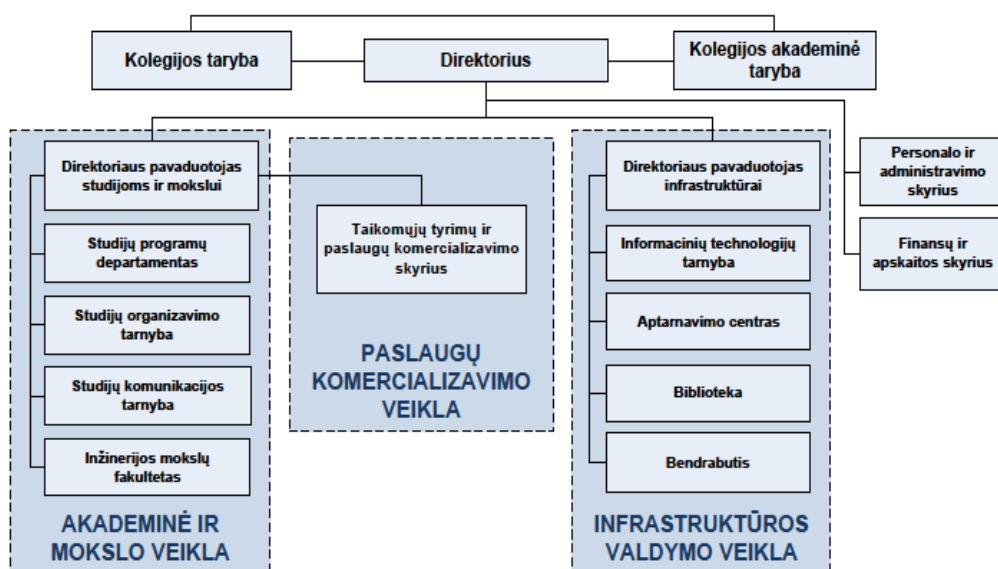 Kolegijos taryba
Direktorius
Kolegijos akademinė
taryba
Direktoriaus pavaduotojas
studijoms ir mokslui
Studijų programų
departamentas
Studijų organizavimo
tarnyba
Studijų komunikacijos
tarnyba
Inžinerijos mokslų
fakultetas
AKADEMINĖ IR
MOKSLO VEIKLA
Taikomųjų tyrimų ir
paslaugų komercializavimo
skyrius
PASLAUGŲ
KOMERCIALIZAVIMO
VEIKLA
Direktoriaus pavaduotojas
infrastruktūrai
Informacinių technologijų
tarnyba
Aptarnavimo centras
Biblioteka
Bendrabutis
INFRASTRUKTŪROS
VALDYMO VEIKLA
Personalo ir
administravimo
skyrius
Finansų ir
apskaitos skyrius